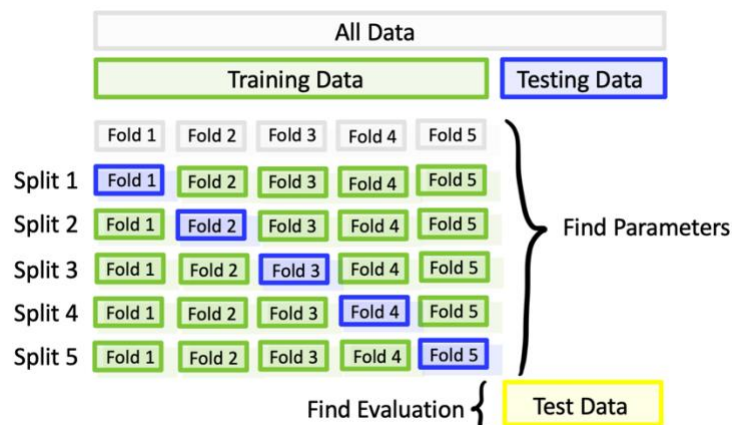 All Data
Training Data Testing Data
Fold 1 Fold 2 Fold 3 Fold 4 Fold 5
Split 1 Fold 1 Fold 2 Fold 3 Fold 4 Fold 5
Split 2 Fold 1 Fold 2 Fold 3 Fold 4 Fold 5
Find Parameters
Split 3 Fold 1 Fold 2 Fold 3 Fold 4 Fold 5
Split 4 Fold 1 Fold 2 Fold 3 Fold 4 Fold 5
Split 5 Fold 1 Fold 2 Fold 3 Fold 4 Fold 5
Find Evaluation Test Data